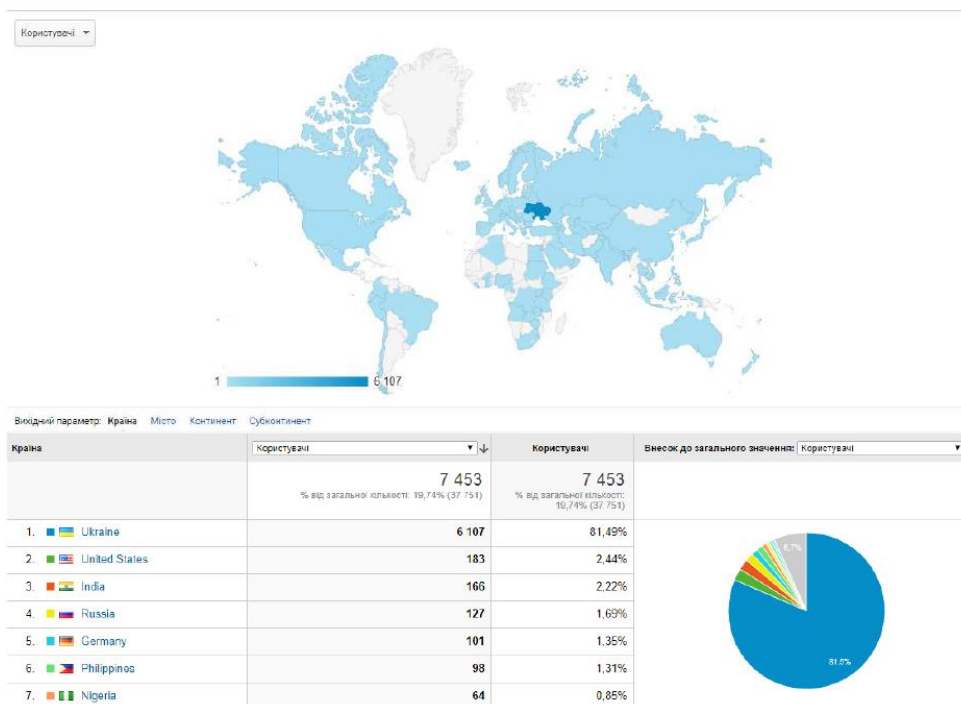 Користувачі
1 6 107
Вихідний параметр: Країна Місто Континент Субконтинент
Країна Користувачі Користувачі Внесок до загального значення: Користувачі
7 453 7 453
% від загальної кількості: 19,74% (37 751) % від загальної кількості:
19,74% (37 751)
1. Ukraine 6 107 81,49%
2. United States 183 2,44%
3. India 166 2,22%
4. Russia 127 1,69%
5. Germany 101 1,35%
6. Philippines 98 1,31%
7. Nigeria 64 0,85%
6,7%
81,5%